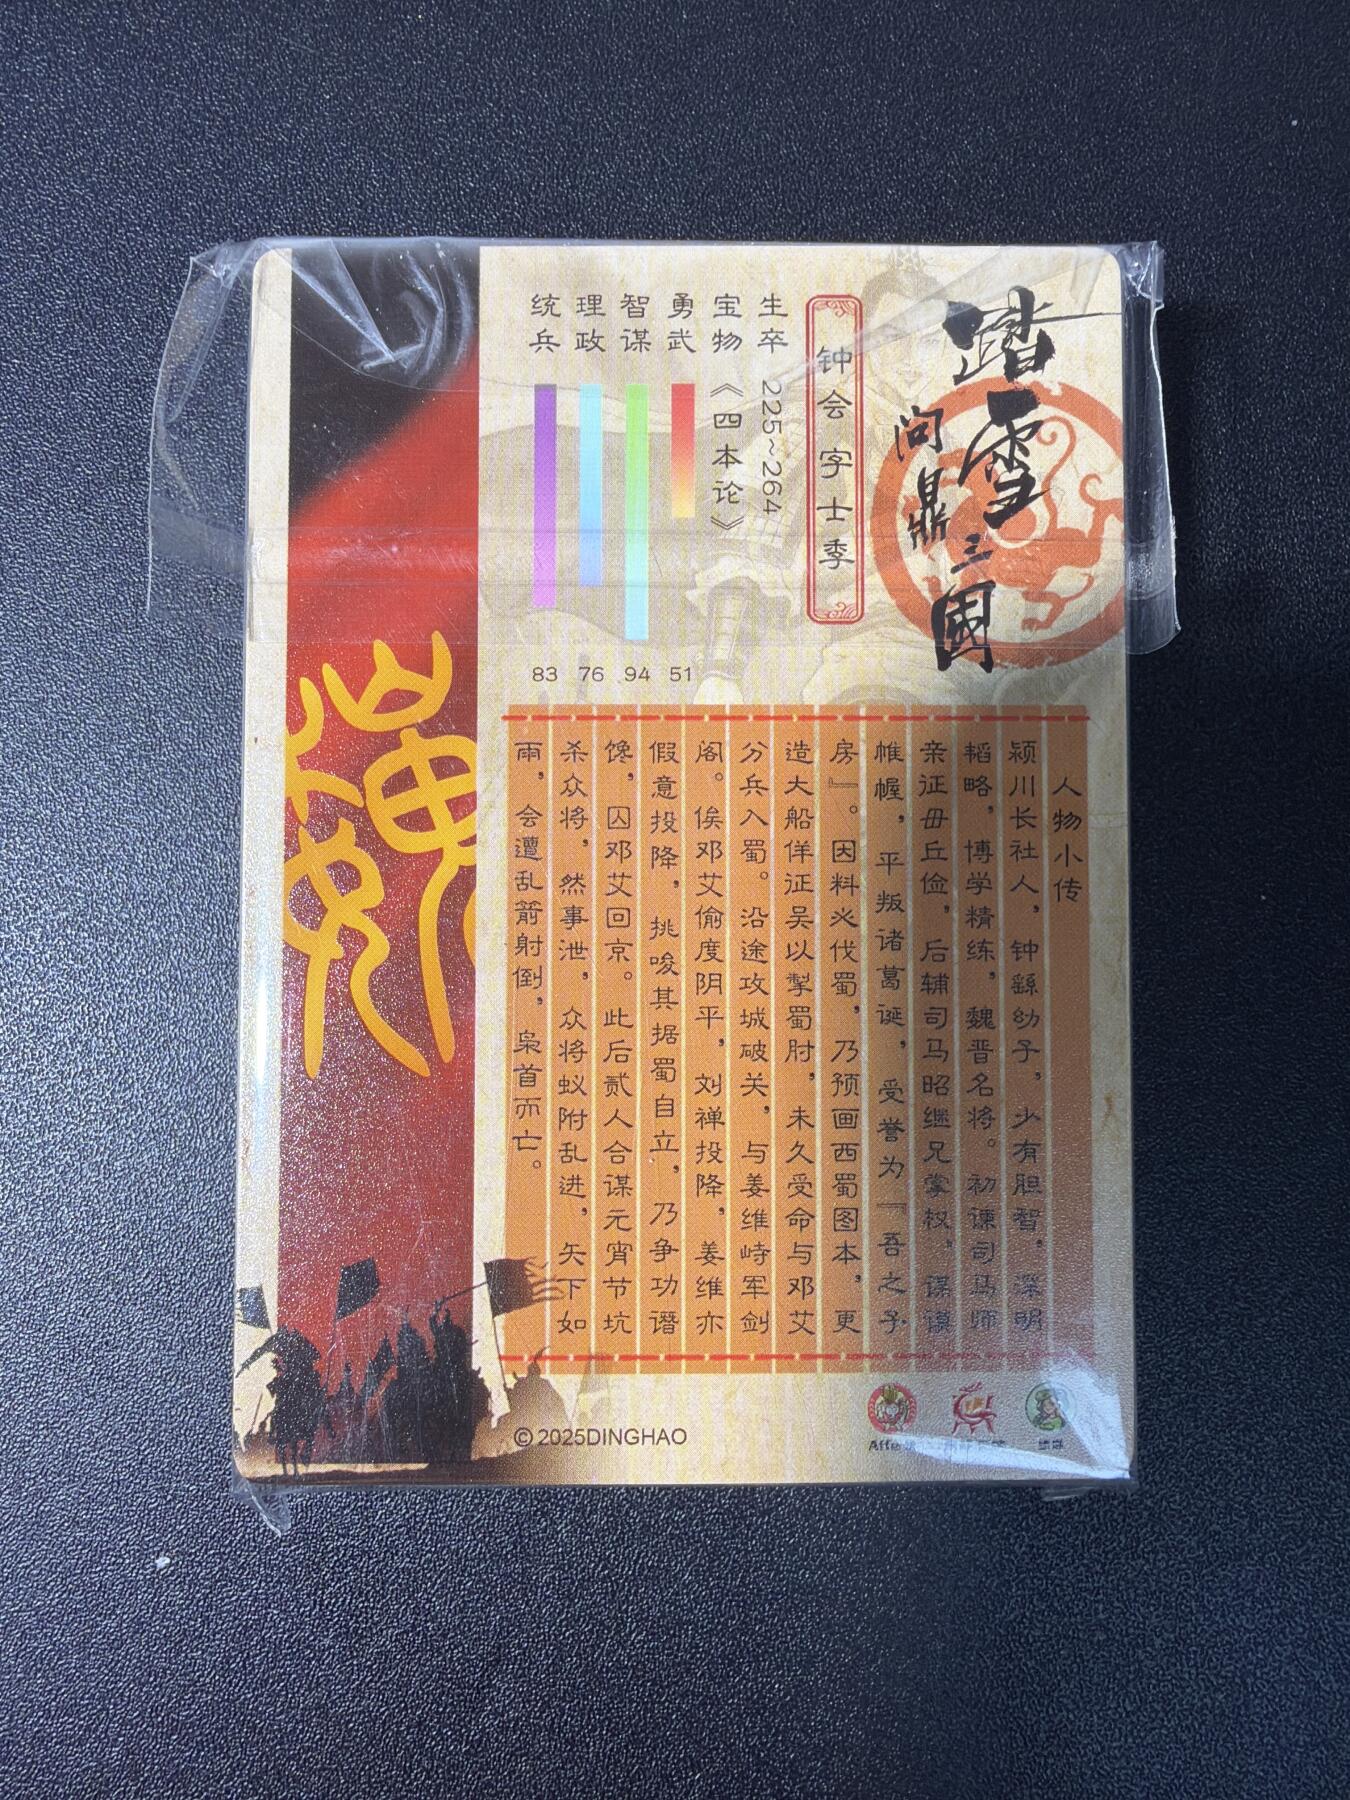 踏雪
问鼎三國
钟会 字士季
生卒 225~264
宝物 《四本论》
勇武 51
智谋 94
理政 76
统兵 83
人物小传
颍川长社人，钟繇幼子，少有胆智，深明
韬略，博学精练，魏晋名将。初谏司马师
亲征毋丘俭，后辅司马昭继兄掌权，谋谟
帷幄，平叛诸葛诞，受誉为『吾之子
房』。因料必伐蜀，乃预画西蜀图本，更
造大船佯征吴以掣蜀肘，未久受命与邓艾
分兵入蜀。沿途攻城破关，与姜维峙军剑
阁。俟邓艾偷度阴平，刘禅投降，姜维亦
假意投降，挑唆其据蜀自立，乃争功谮
馋，囚邓艾回京。此后贰人合谋元宵节坑
杀众将，然事泄，众将蚁附乱进，矢下如
雨，会遭乱箭射倒，枭首而亡。
魏
©2025DINGHAO